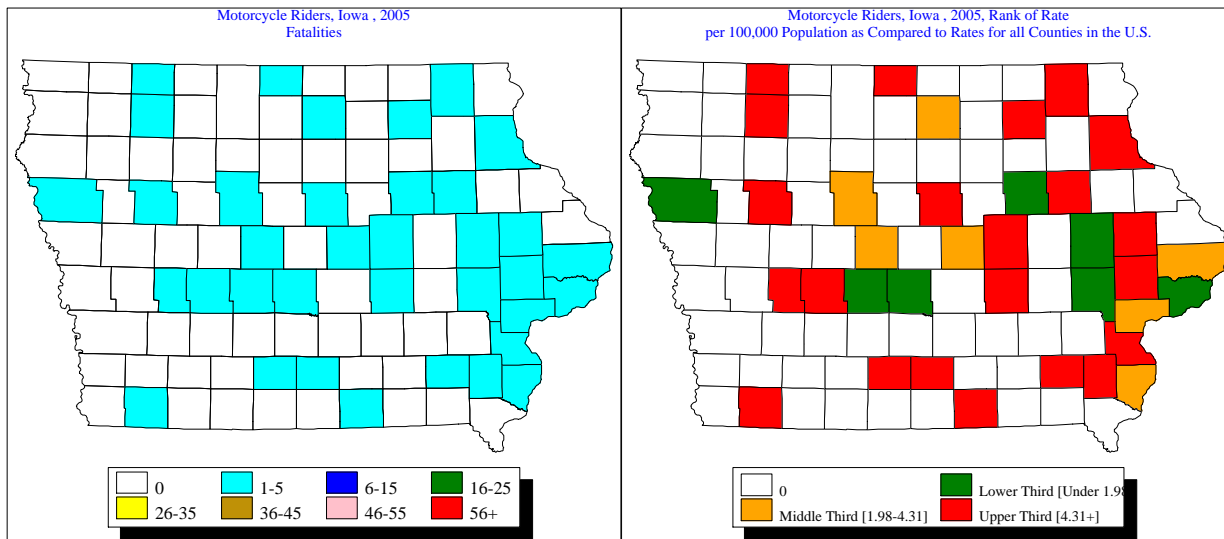 Motorcycle Riders, Iowa , 2005
Fatalities
0
1-5
6-15
16-25
26-35
36-45
46-55
56+
Motorcycle Riders, Iowa , 2005, Rank of Rate
per 100,000 Population as Compared to Rates for all Counties in the U.S.
0
Lower Third [Under 1.98
Middle Third [1.98-4.31]
Upper Third [4.31+]